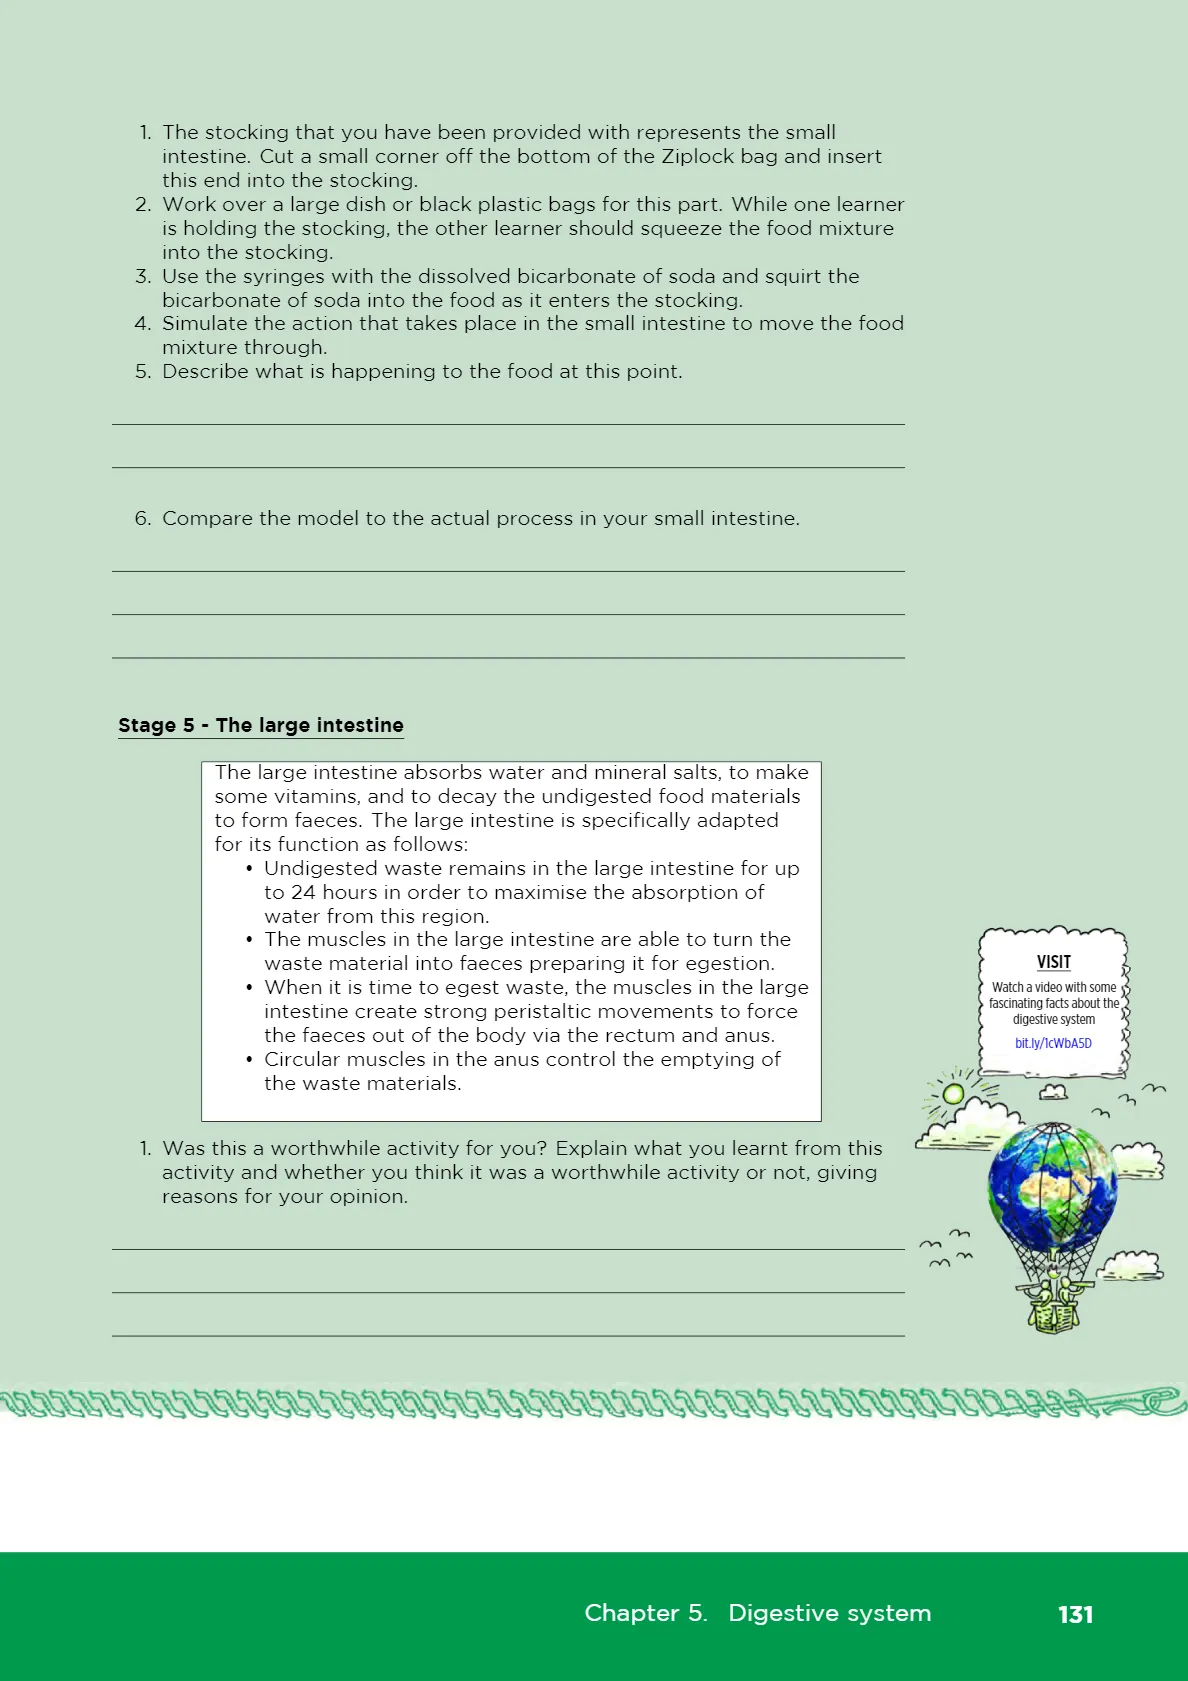 1. The stocking that you have been provided with represents the small
intestine. Cut a small corner off the bottom of the Ziplock bag and insert
this end into the stocking.
2. Work over a large dish or black plastic bags for this part. While one learner
is holding the stocking, the other learner should squeeze the food mixture
into the stocking.
3. Use the syringes with the dissolved bicarbonate of soda and squirt the
bicarbonate of soda into the food as it enters the stocking.
4. Simulate the action that takes place in the small intestine to move the food
mixture through.
5. Describe what is happening to the food at this point.
6. Compare the model to the actual process in your small intestine.
Stage 5 - The large intestine
The large intestine absorbs water and mineral salts, to make
some vitamins, and to decay the undigested food materials
to form faeces. The large intestine is specifically adapted
for its function as follows:
• Undigested waste remains in the large intestine for up
to 24 hours in order to maximise the absorption of
water from this region.
• The muscles in the large intestine are able to turn the
waste material into faeces preparing it for egestion.
• When it is time to egest waste, the muscles in the large
intestine create strong peristaltic movements to force
the faeces out of the body via the rectum and anus.
• Circular muscles in the anus control the emptying of
the waste materials.
VISIT
Watch a video with some
fascinating facts about the
digestive system
bit.ly/1cWbA5D
1. Was this a worthwhile activity for you? Explain what you learnt from this
activity and whether you think it was a worthwhile activity or not, giving
reasons for your opinion.
Chapter 5. Digestive system 131